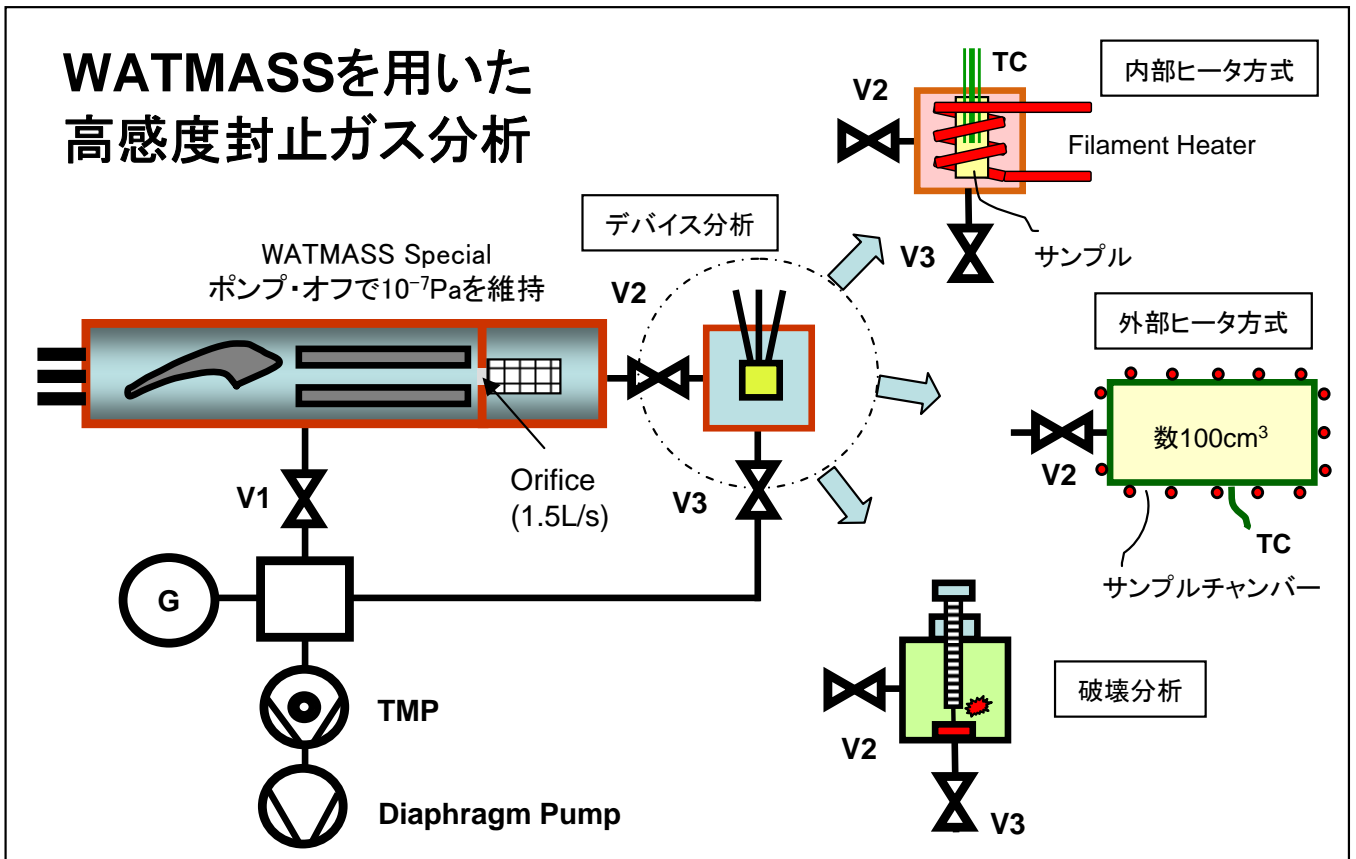 WATMASSを用いた
高感度封止ガス分析
WATMASS Special
ポンプ・オフで10⁻⁷Paを維持
デバイス分析
V2
V1
Orifice
(1.5L/s)
V3
G
TMP
Diaphragm Pump
TC
内部ヒータ方式
V2
Filament Heater
V3
サンプル
外部ヒータ方式
数100cm³
V2
TC
サンプルチャンバー
破壊分析
V2
V3